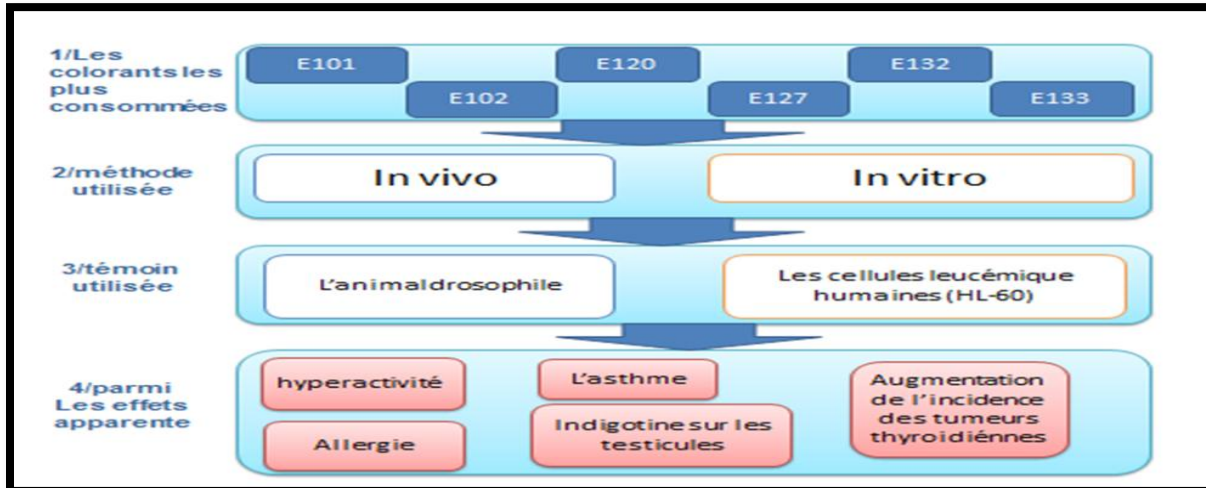 1/Les
colorants les
plus
consommées
E101
E120
E132
E102
E127
E133
2/méthode
utilisée
In vivo
In vitro
3/témoin
utilisée
L'animaldrosophile
Les cellules leucémique
humaines (HL-60)
4/parmi
Les effets
apparente
hyperactivité
L'asthme
Augmentation
de l'incidence
des tumeurs
thyroidiénnes
Allergie
Indigotine sur les
testicules